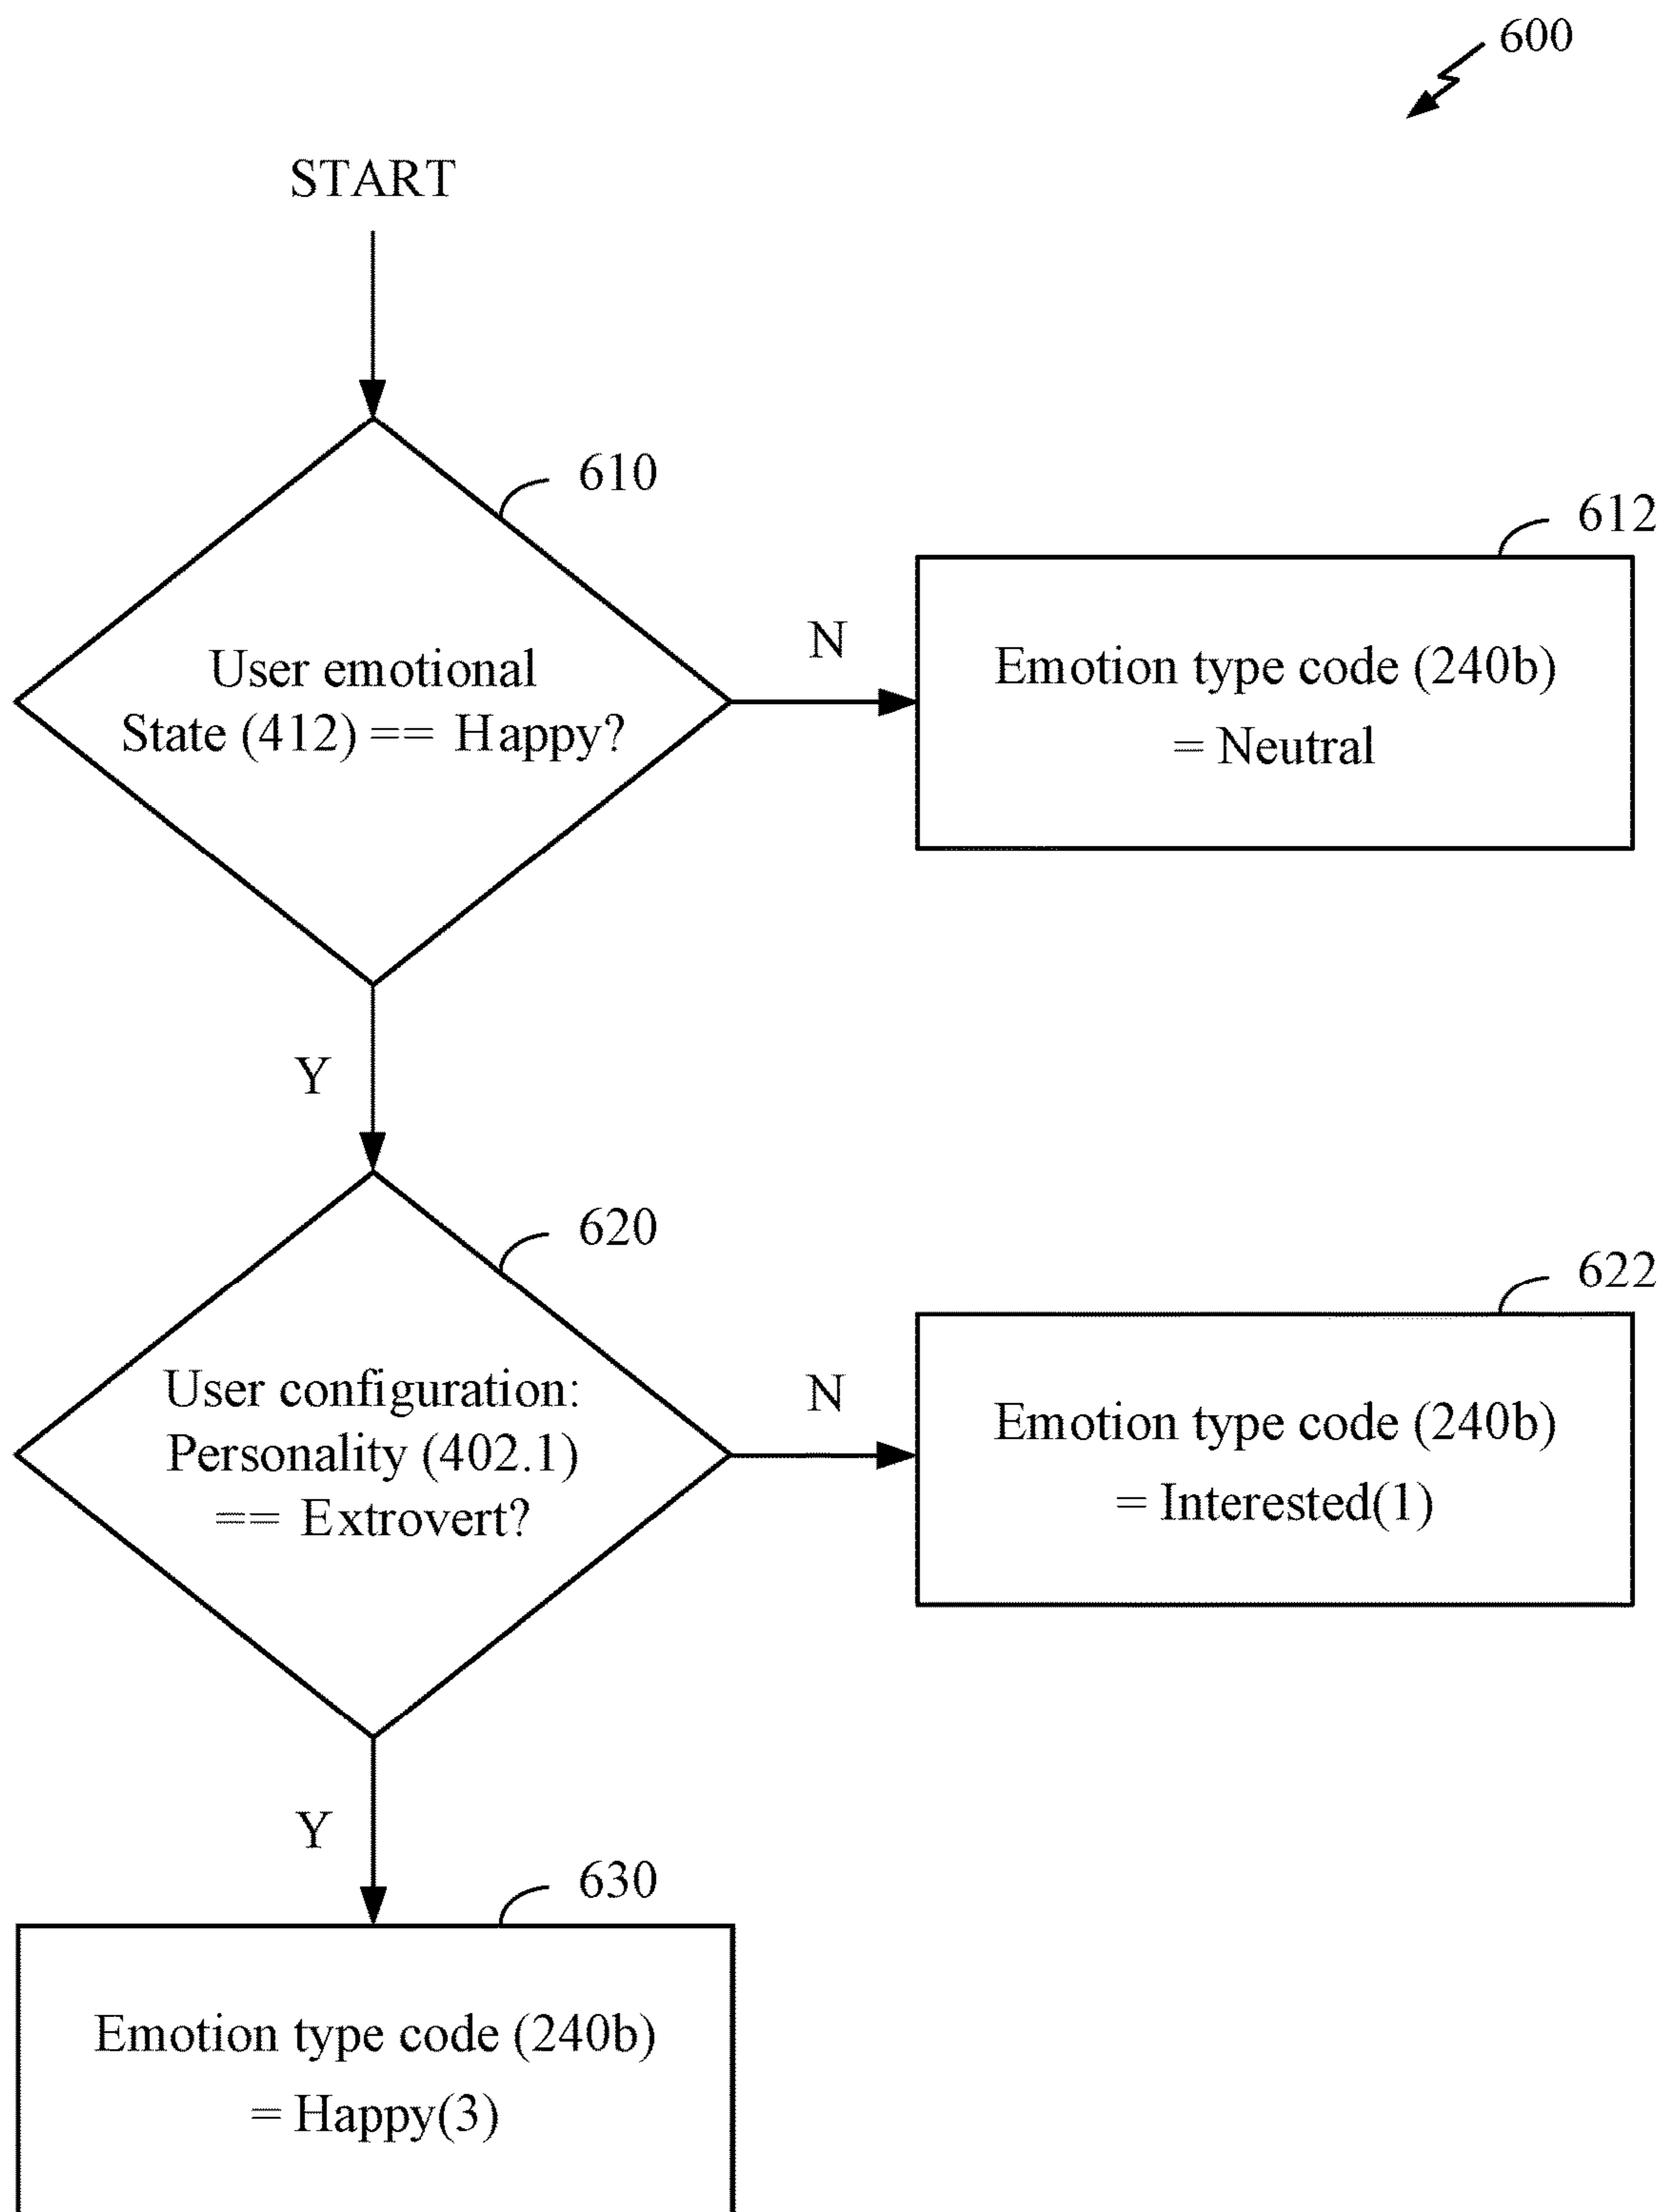 600
START
610
User emotional
State (412) == Happy?
N
612
Emotion type code (240b)
= Neutral
Y
620
User configuration:
Personality (402.1)
== Extrovert?
N
622
Emotion type code (240b)
= Interested(1)
Y
630
Emotion type code (240b)
= Happy(3)